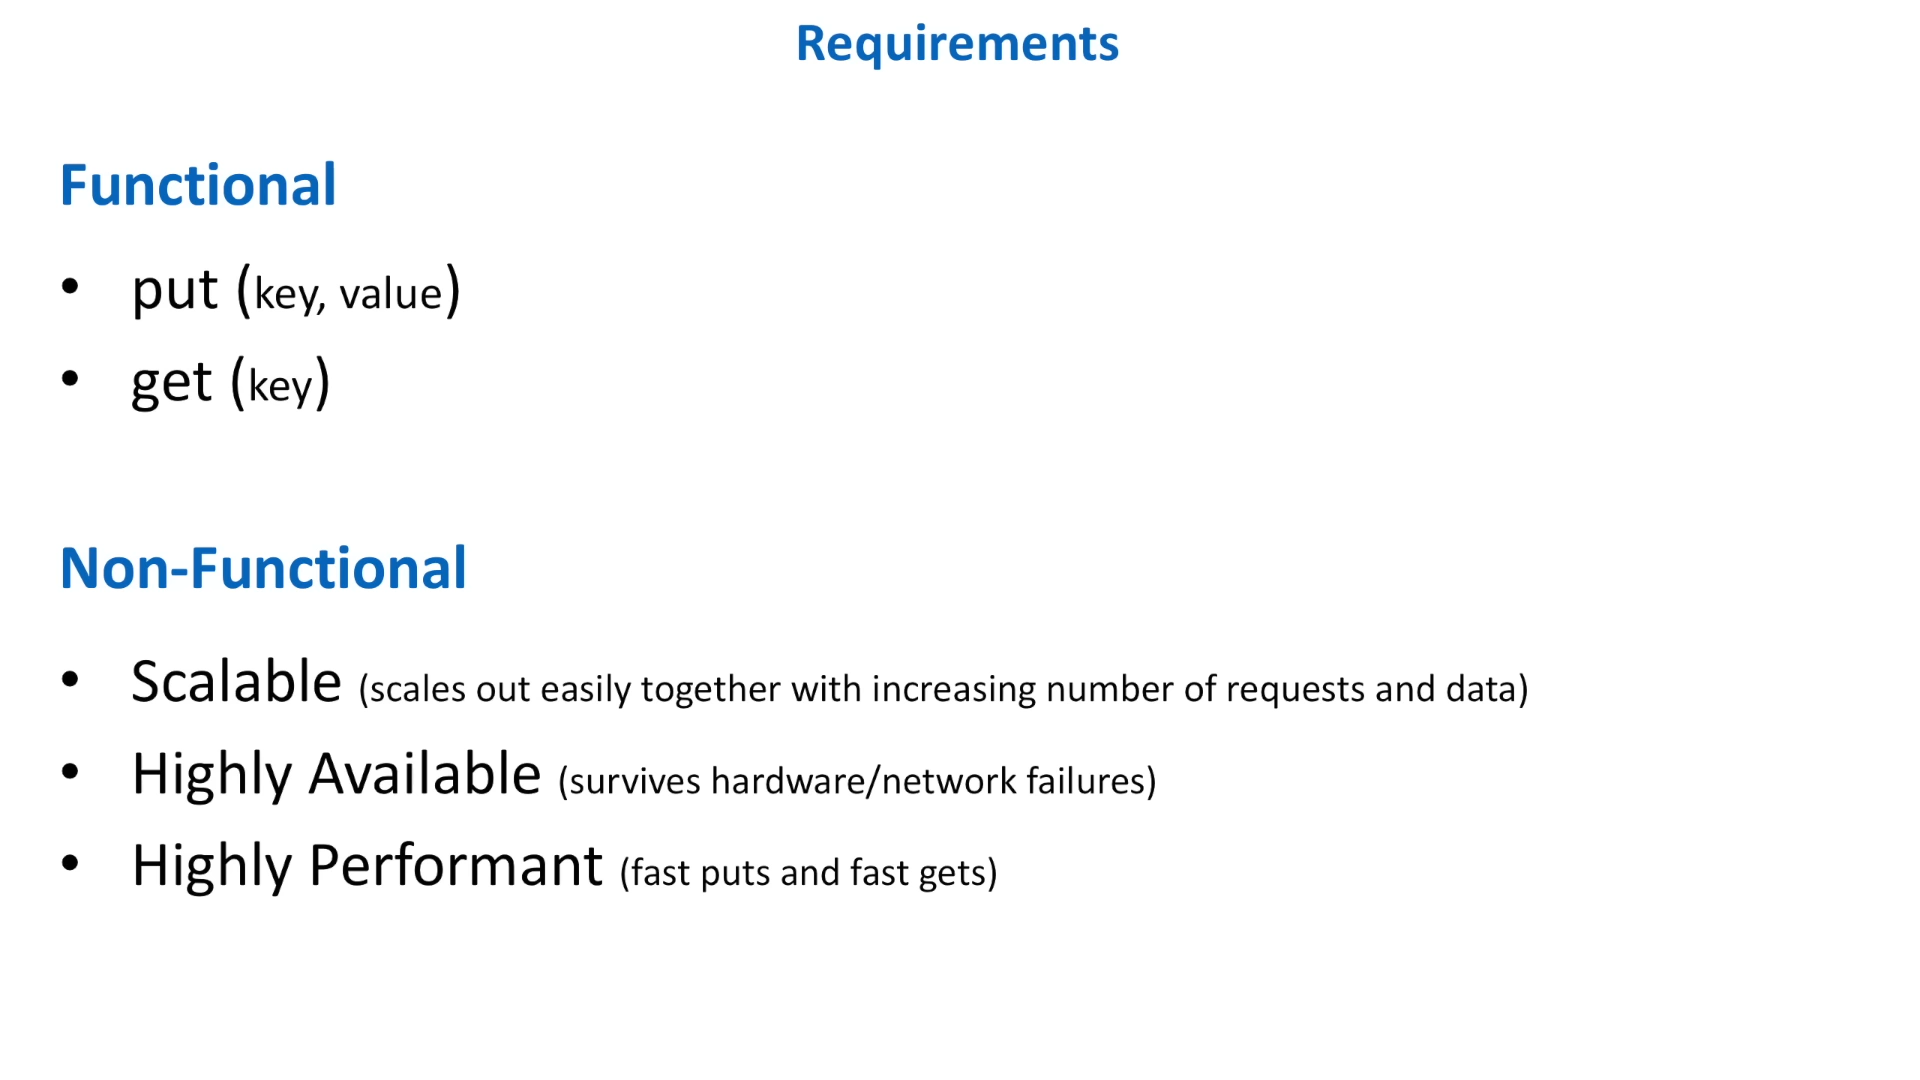 Requirements
Functional
• put (key, value)
• get (key)
Non-Functional
• Scalable (scales out easily together with increasing number of requests and data)
• Highly Available (survives hardware/network failures)
• Highly Performant (fast puts and fast gets)